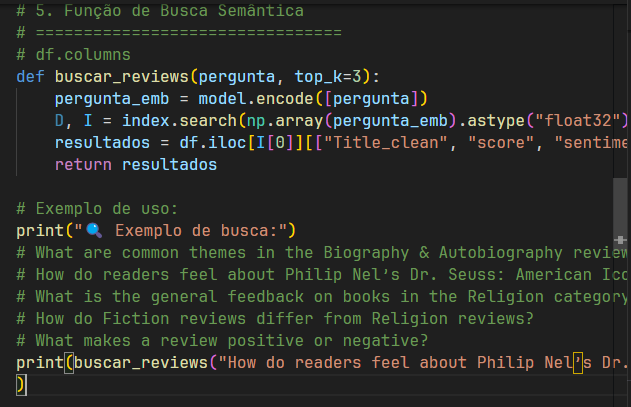 # 5. Função de Busca Semântica
# ===============================
# df.columns
def buscar_reviews(pergunta, top_k=3):
    pergunta_emb = model.encode([pergunta])
    D, I = index.search(np.array(pergunta_emb).astype("float32")
    resultados = df.iloc[I[0]][["Title_clean", "score", "sentime
    return resultados
# Exemplo de uso:
print("🔍 Exemplo de busca:")
# What are common themes in the Biography & Autobiography review
# How do readers feel about Philip Nel’s Dr. Seuss: American Ico
# What is the general feedback on books in the Religion category
# How do Fiction reviews differ from Religion reviews?
# What makes a review positive or negative?
print(buscar_reviews("How do readers feel about Philip Nel’s Dr.
)